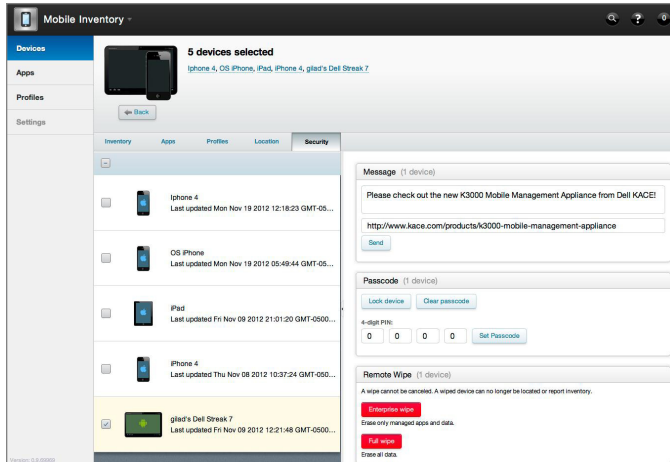 Mobile Inventory
?
0
Devices
Apps
Profiles
Settings
5 devices selected
Iphone 4, OS iPhone, iPad, iPhone 4, gilad's Dell Streak 7
Back
Inventory
Apps
Profiles
Location
Security
Iphone 4
Last updated Mon Nov 19 2012 12:18:23 GMT-05...
OS iPhone
Last updated Mon Nov 19 2012 05:49:44 GMT-05...
iPad
Last updated Fri Nov 09 2012 21:01:20 GMT-0500...
iPhone 4
Last updated Thu Nov 08 2012 10:37:24 GMT-050...
gilad's Dell Streak 7
Last updated Fri Nov 09 2012 12:21:48 GMT-0500...
Message (1 device)
Please check out the new K3000 Mobile Management Appliance from Dell KACE!
http://www.kace.com/products/k3000-mobile-management-appliance
Send
Passcode (1 device)
Lock device
Clear passcode
4-digit PIN:
0 0 0 0 Set Passcode
Remote Wipe (1 device)
A wipe cannot be canceled. A wiped device can no longer be located or report inventory.
Enterprise wipe
Erase only managed apps and data.
Full wipe
Erase all data.